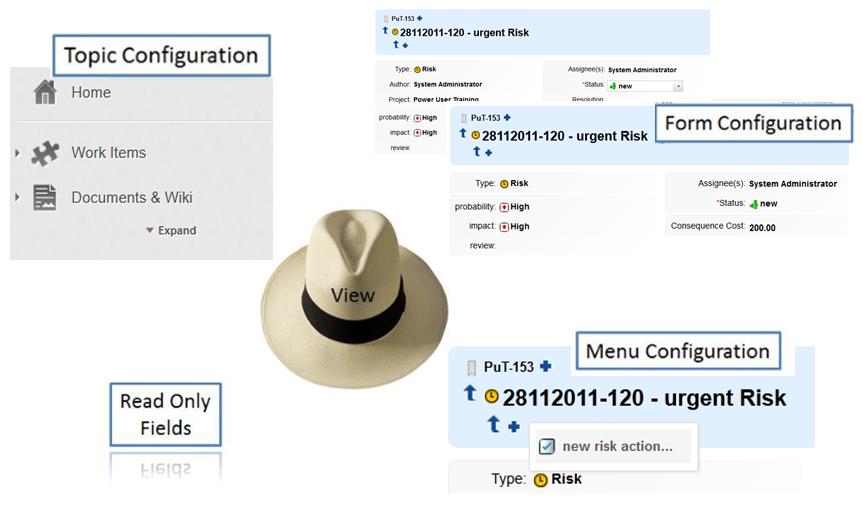 Topic Configuration
Home
Work Items
Documents & Wiki
Expand
PuT-153
28112011-120 - urgent Risk
Type: Risk
Author: System Administrator
Project: Power User Training
Assignee(s): System Administrator
*Status: new
Resolution:
probability: High
impact: High
review:
Form Configuration
PuT-153
28112011-120 - urgent Risk
Type: Risk
Assignee(s): System Administrator
*Status: new
probability: High
impact: High
review:
Consequence Cost: 200.00
View
Menu Configuration
PuT-153
28112011-120 - urgent Risk
new risk action...
Type: Risk
Read Only
Fields